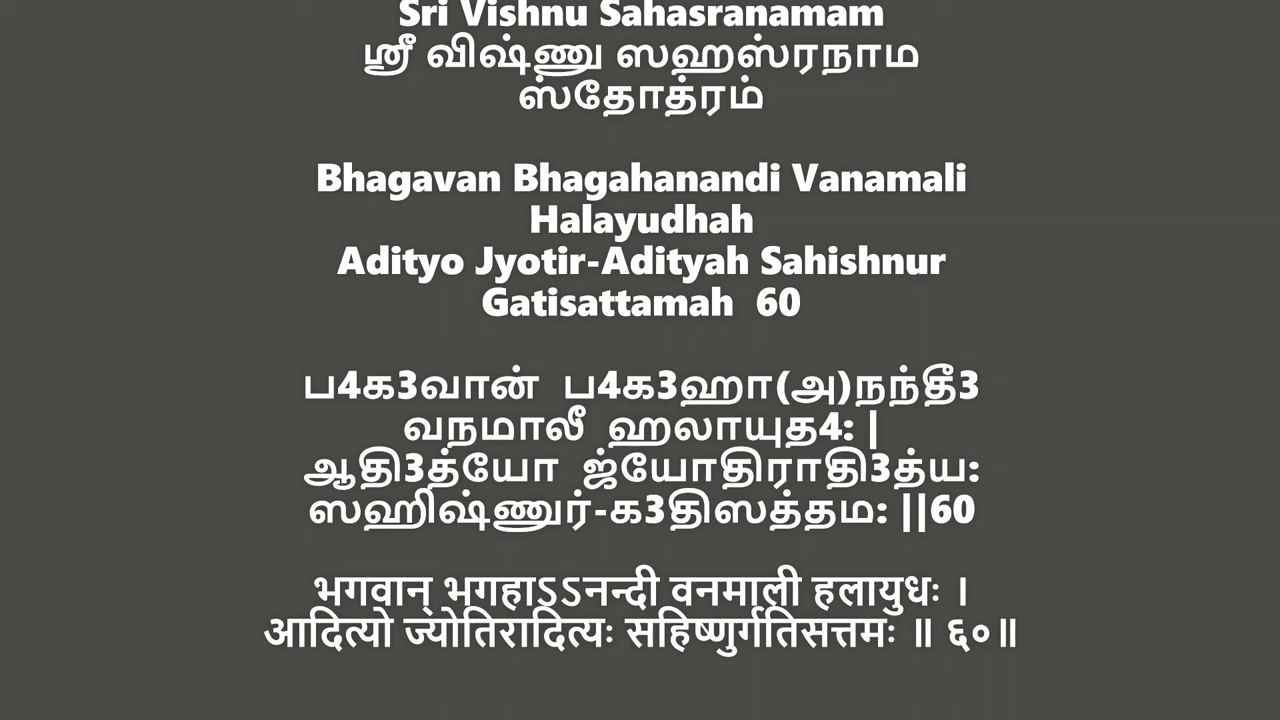 Sri Vishnu Sahasranamam
ஸ்ரீ விஷ்ணு ஸஹஸ்ரநாம
ஸ்தோத்ரம்
Bhagavan Bhagahanandi Vanamali
Halayudhah
Adityo Jyotir-Adityah Sahishnur
Gatisattamah 60
ப4க3வான் ப4க3ஹா(அ)நந்தீ3
வநமாலீ ஹலாயுத4: |
ஆதி3த்யோ ஜ்யோதிராதி3த்ய:
ஸஹிஷ்ணுர்-க3திஸத்தம: ||60
भगवान् भगहाऽऽनन्दी वनमाली हलायुधः ।
आदित्यो ज्योतिरादित्यः सहिष्णुर्गतिसत्तमः ॥ ६०॥